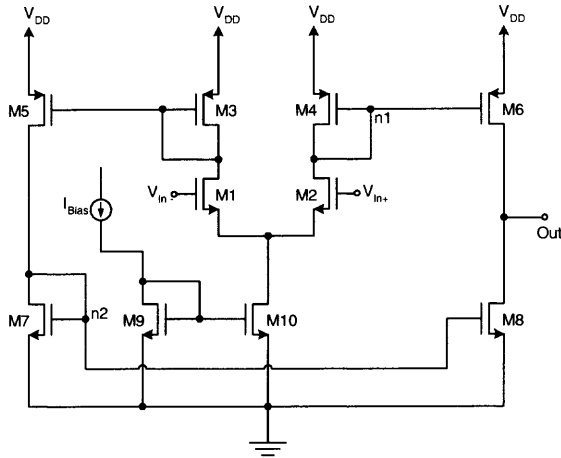 V_DD V_DD V_DD V_DD
M5 M3 M4 M6
n1
V_In- M1 M2 V_In+
I_Bias
Out
M7 n2 M9 M10 M8